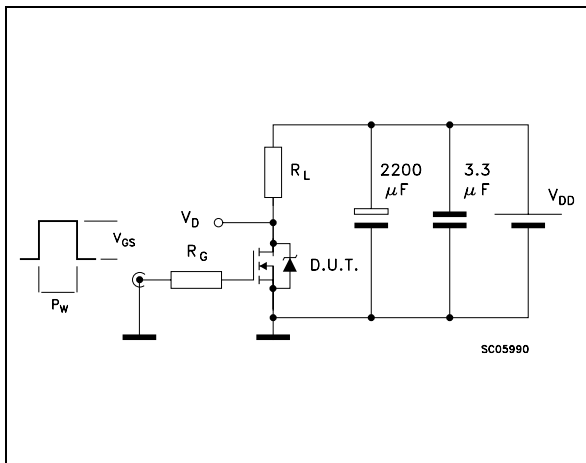 2200
μF
3.3
μF
R_L
V_DD
V_D
V_GS
R_G
D.U.T.
P_W
SC05990